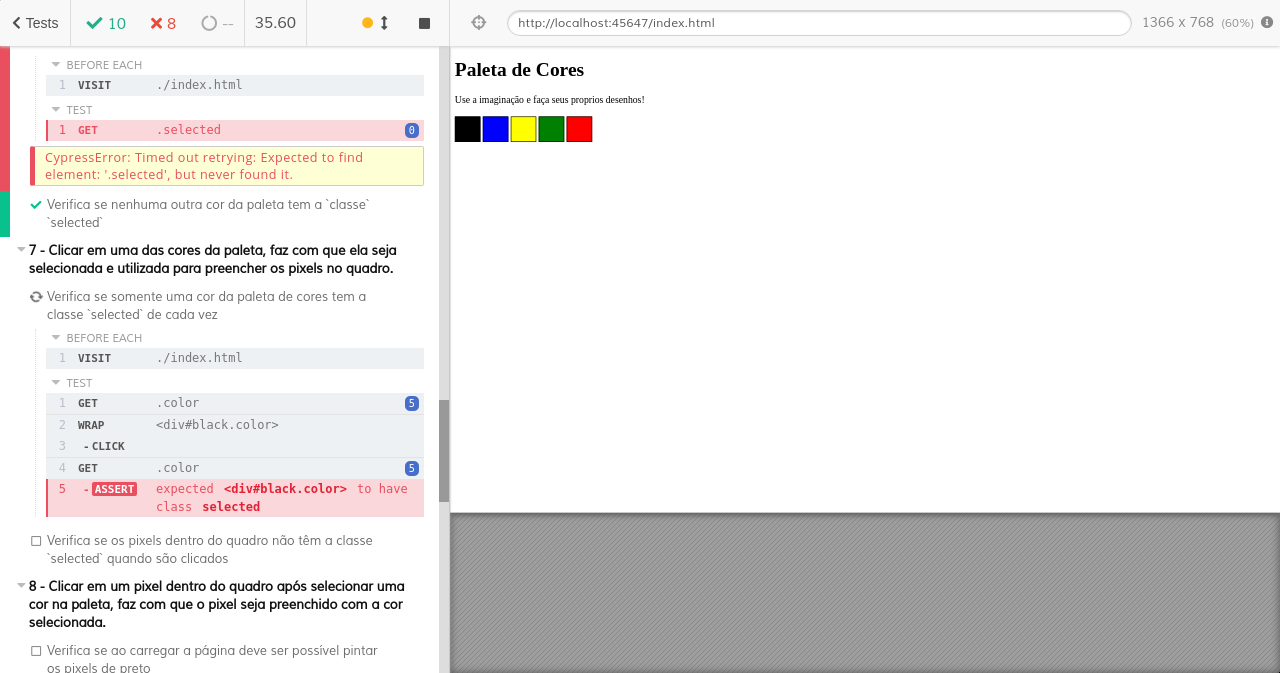 Tests
10
8
--
35.60
http://localhost:45647/index.html
1366 x 768 (60%)
BEFORE EACH
1 VISIT ./index.html
TEST
1 GET .selected 0
CypressError: Timed out retrying: Expected to find
element: '.selected', but never found it.
Verifica se nenhuma outra cor da paleta tem a `classe`
`selected`
7 - Clicar em uma das cores da paleta, faz com que ela seja
selecionada e utilizada para preencher os pixels no quadro.
Verifica se somente uma cor da paleta de cores tem a
classe `selected` de cada vez
BEFORE EACH
1 VISIT ./index.html
TEST
1 GET .color 5
2 WRAP <div#black.color>
3 - CLICK
4 GET .color 5
5 - ASSERT expected <div#black.color> to have
class selected
Verifica se os pixels dentro do quadro não têm a classe
`selected` quando são clicados
8 - Clicar em um pixel dentro do quadro após selecionar uma
cor na paleta, faz com que o pixel seja preenchido com a cor
selecionada.
Verifica se ao carregar a página deve ser possível pintar
os pixels de preto
Paleta de Cores
Use a imaginação e faça seus proprios desenhos!